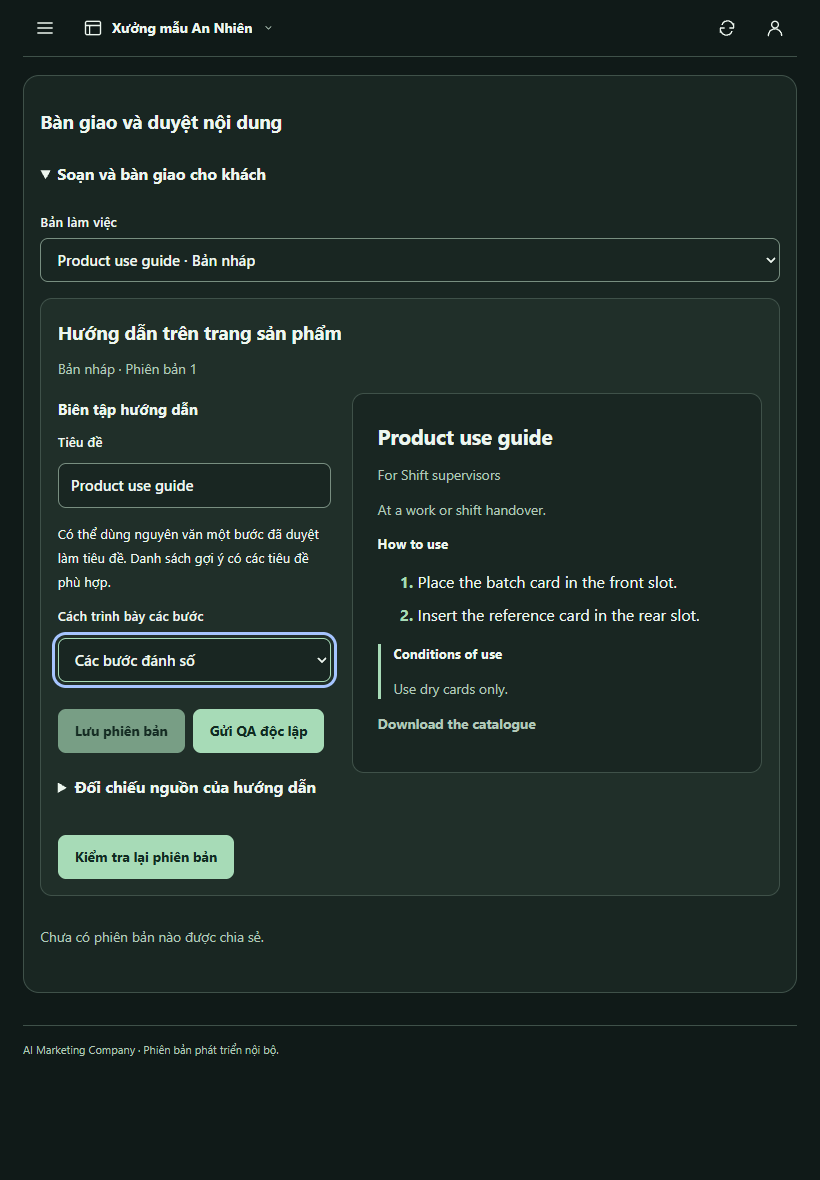 Xưởng mẫu An Nhiên
Bàn giao và duyệt nội dung
Soạn và bàn giao cho khách
Bản làm việc
Product use guide · Bản nháp
Hướng dẫn trên trang sản phẩm
Bản nháp · Phiên bản 1
Biên tập hướng dẫn
Tiêu đề
Product use guide
Có thể dùng nguyên văn một bước đã duyệt
làm tiêu đề. Danh sách gợi ý có các tiêu đề
phù hợp.
Cách trình bày các bước
Các bước đánh số
Lưu phiên bản
Gửi QA độc lập
Đối chiếu nguồn của hướng dẫn
Kiểm tra lại phiên bản
Product use guide
For Shift supervisors
At a work or shift handover.
How to use
1. Place the batch card in the front slot.
2. Insert the reference card in the rear slot.
Conditions of use
Use dry cards only.
Download the catalogue
Chưa có phiên bản nào được chia sẻ.
AI Marketing Company · Phiên bản phát triển nội bộ.